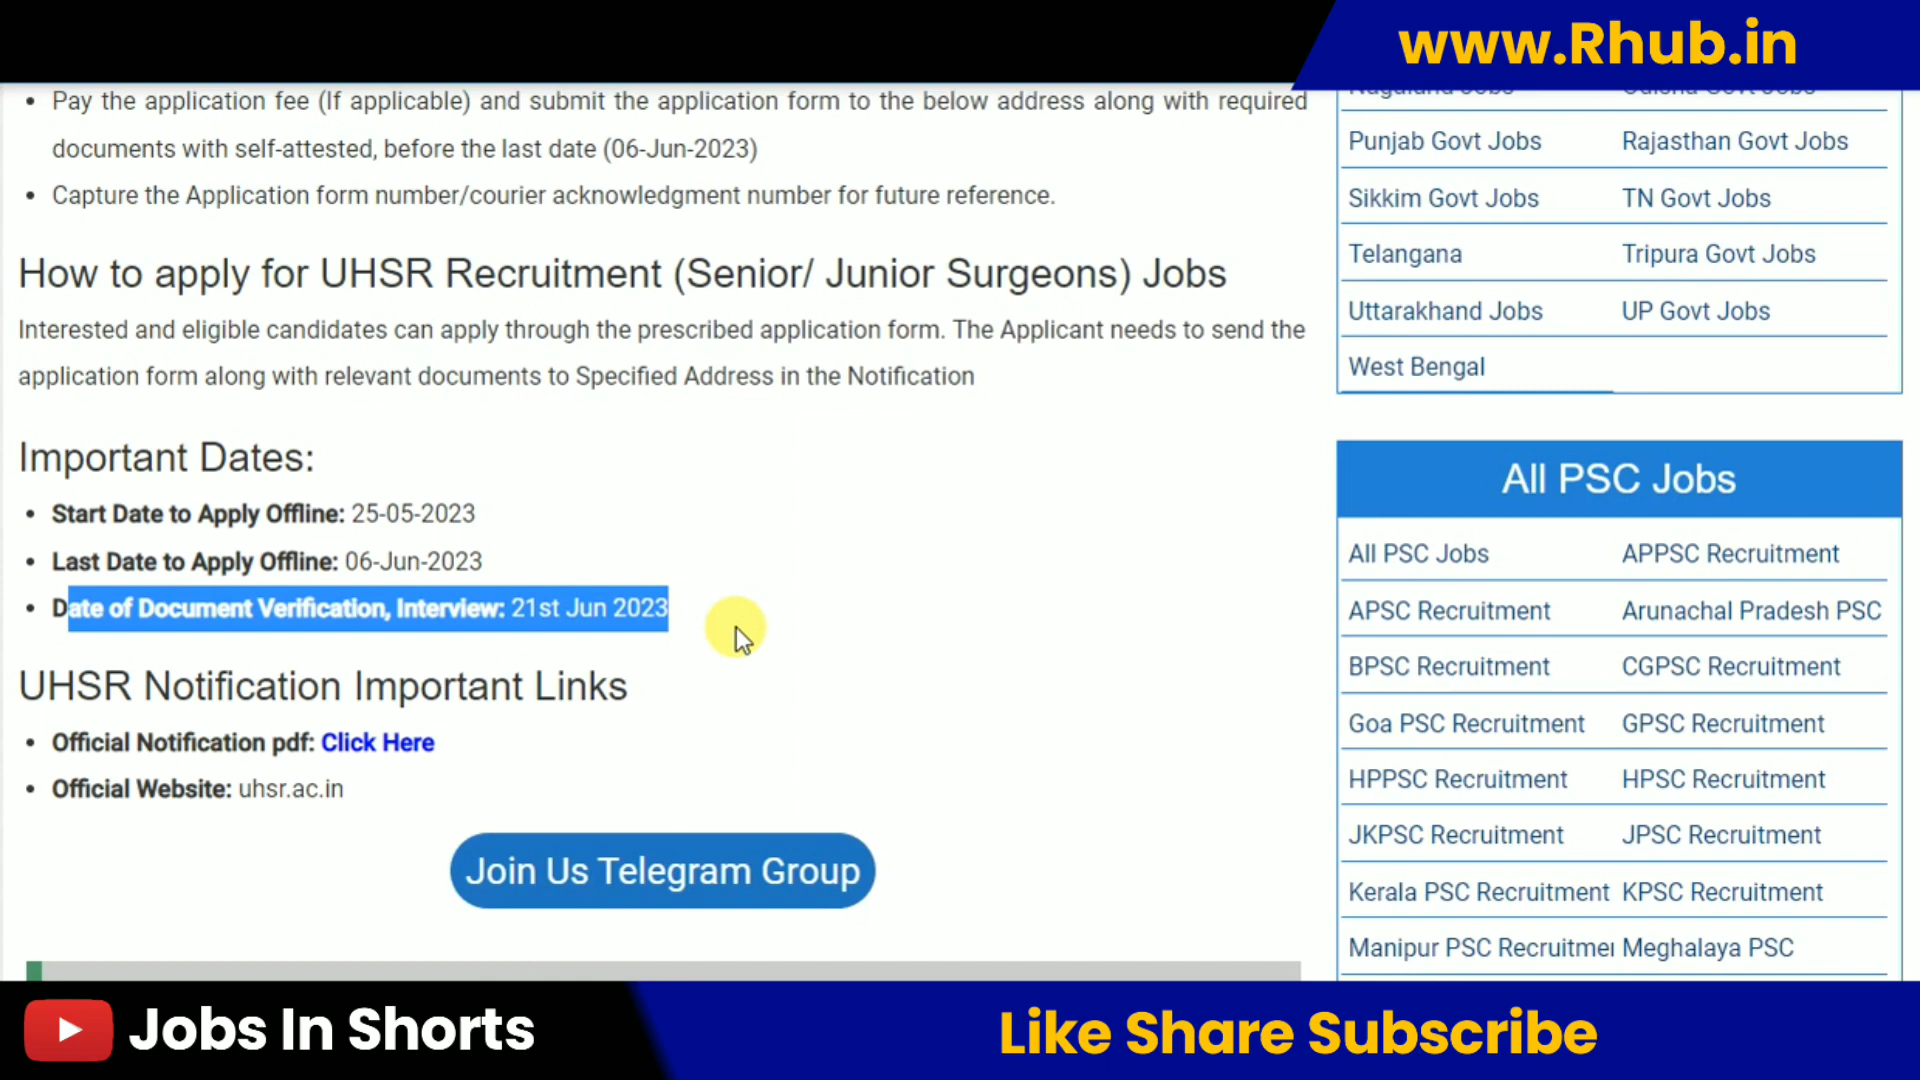 www.Rhub.in
• Pay the application fee (If applicable) and submit the application form to the below address along with required
documents with self-attested, before the last date (06-Jun-2023)
• Capture the Application form number/courier acknowledgment number for future reference.
How to apply for UHSR Recruitment (Senior/ Junior Surgeons) Jobs
Interested and eligible candidates can apply through the prescribed application form. The Applicant needs to send the
application form along with relevant documents to Specified Address in the Notification
Important Dates:
• Start Date to Apply Offline: 25-05-2023
• Last Date to Apply Offline: 06-Jun-2023
• Date of Document Verification, Interview: 21st Jun 2023
UHSR Notification Important Links
• Official Notification pdf: Click Here
• Official Website: uhsr.ac.in
Join Us Telegram Group
Nagaland Jobs Odisha Govt Jobs
Punjab Govt Jobs Rajasthan Govt Jobs
Sikkim Govt Jobs TN Govt Jobs
Telangana Tripura Govt Jobs
Uttarakhand Jobs UP Govt Jobs
West Bengal
All PSC Jobs
All PSC Jobs APPSC Recruitment
APSC Recruitment Arunachal Pradesh PSC
BPSC Recruitment CGPSC Recruitment
Goa PSC Recruitment GPSC Recruitment
HPPSC Recruitment HPSC Recruitment
JKPSC Recruitment JPSC Recruitment
Kerala PSC Recruitment KPSC Recruitment
Manipur PSC Recruitmer Meghalaya PSC
Jobs In Shorts
Like Share Subscribe